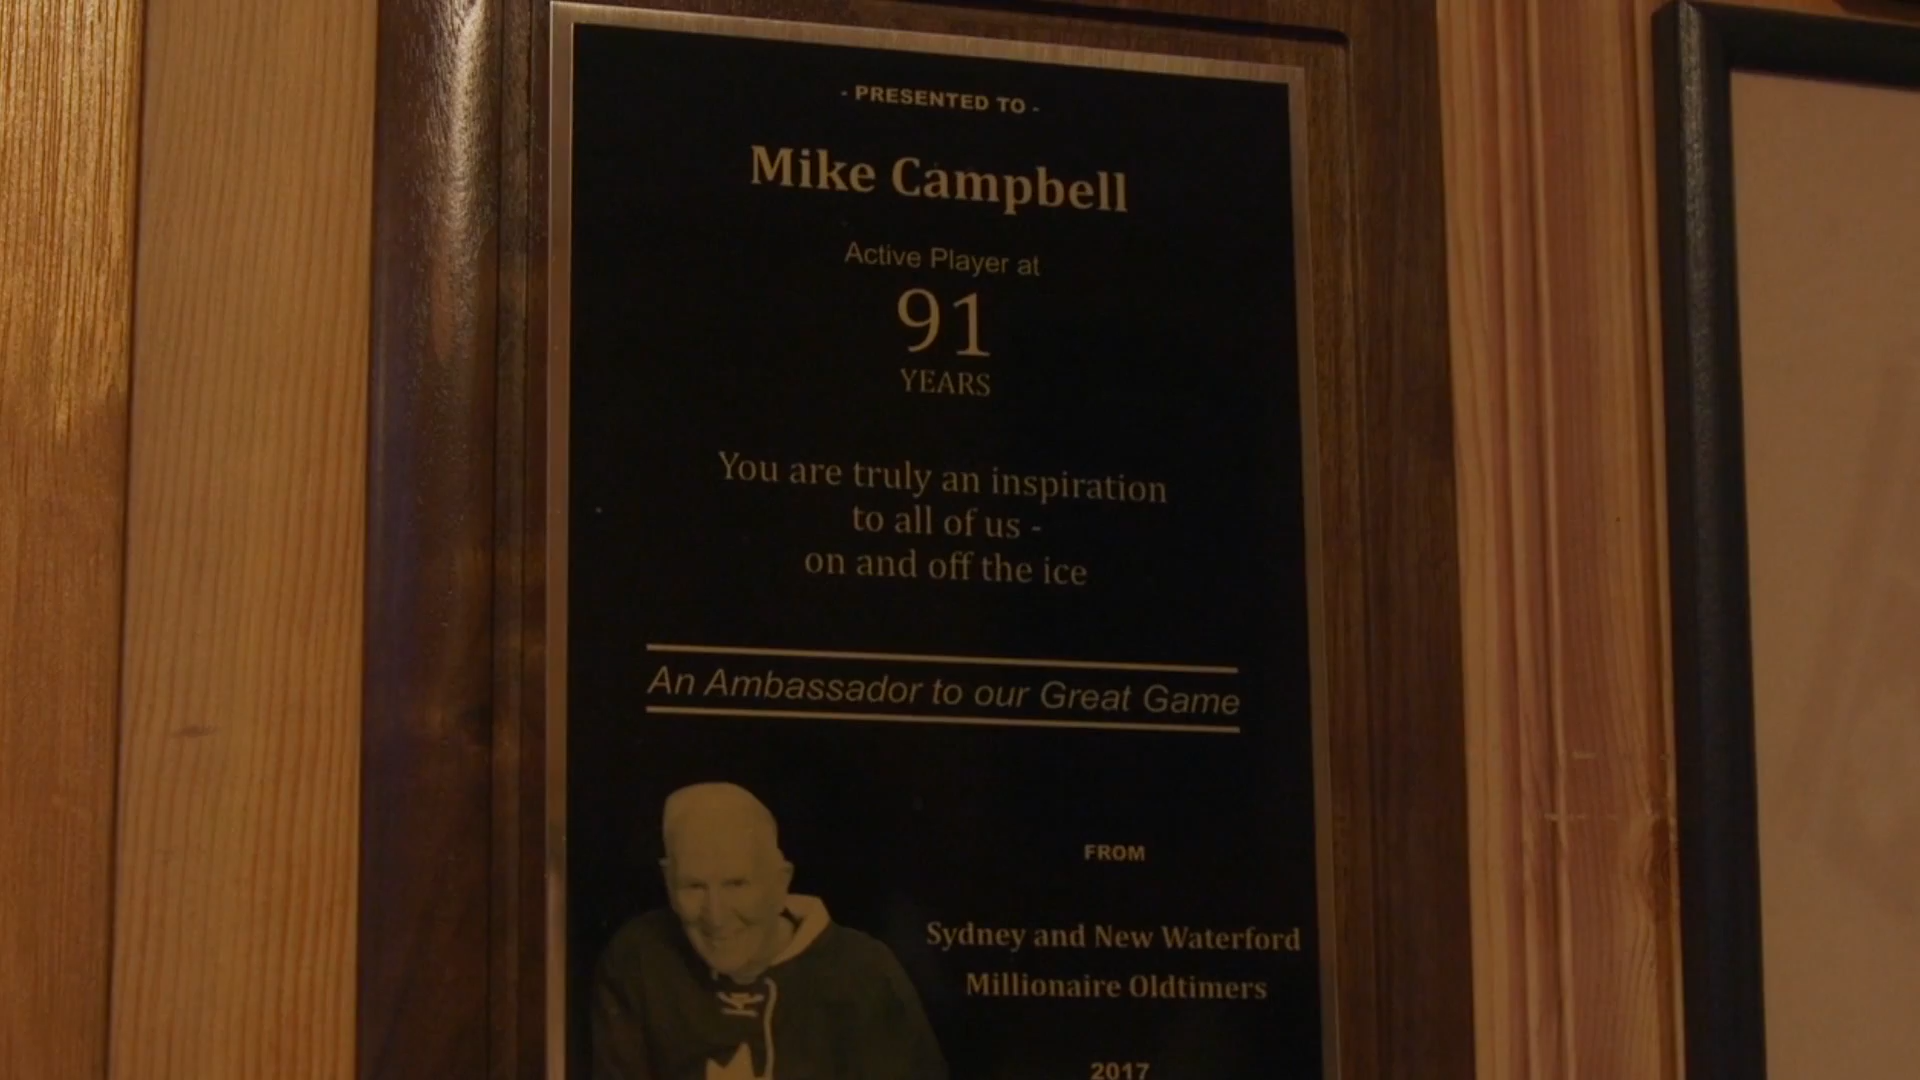 - PRESENTED TO -
Mike Campbell
Active Player at
91
YEARS
You are truly an inspiration
to all of us -
on and off the ice
An Ambassador to our Great Game
FROM
Sydney and New Waterford
Millionaire Oldtimers
2017